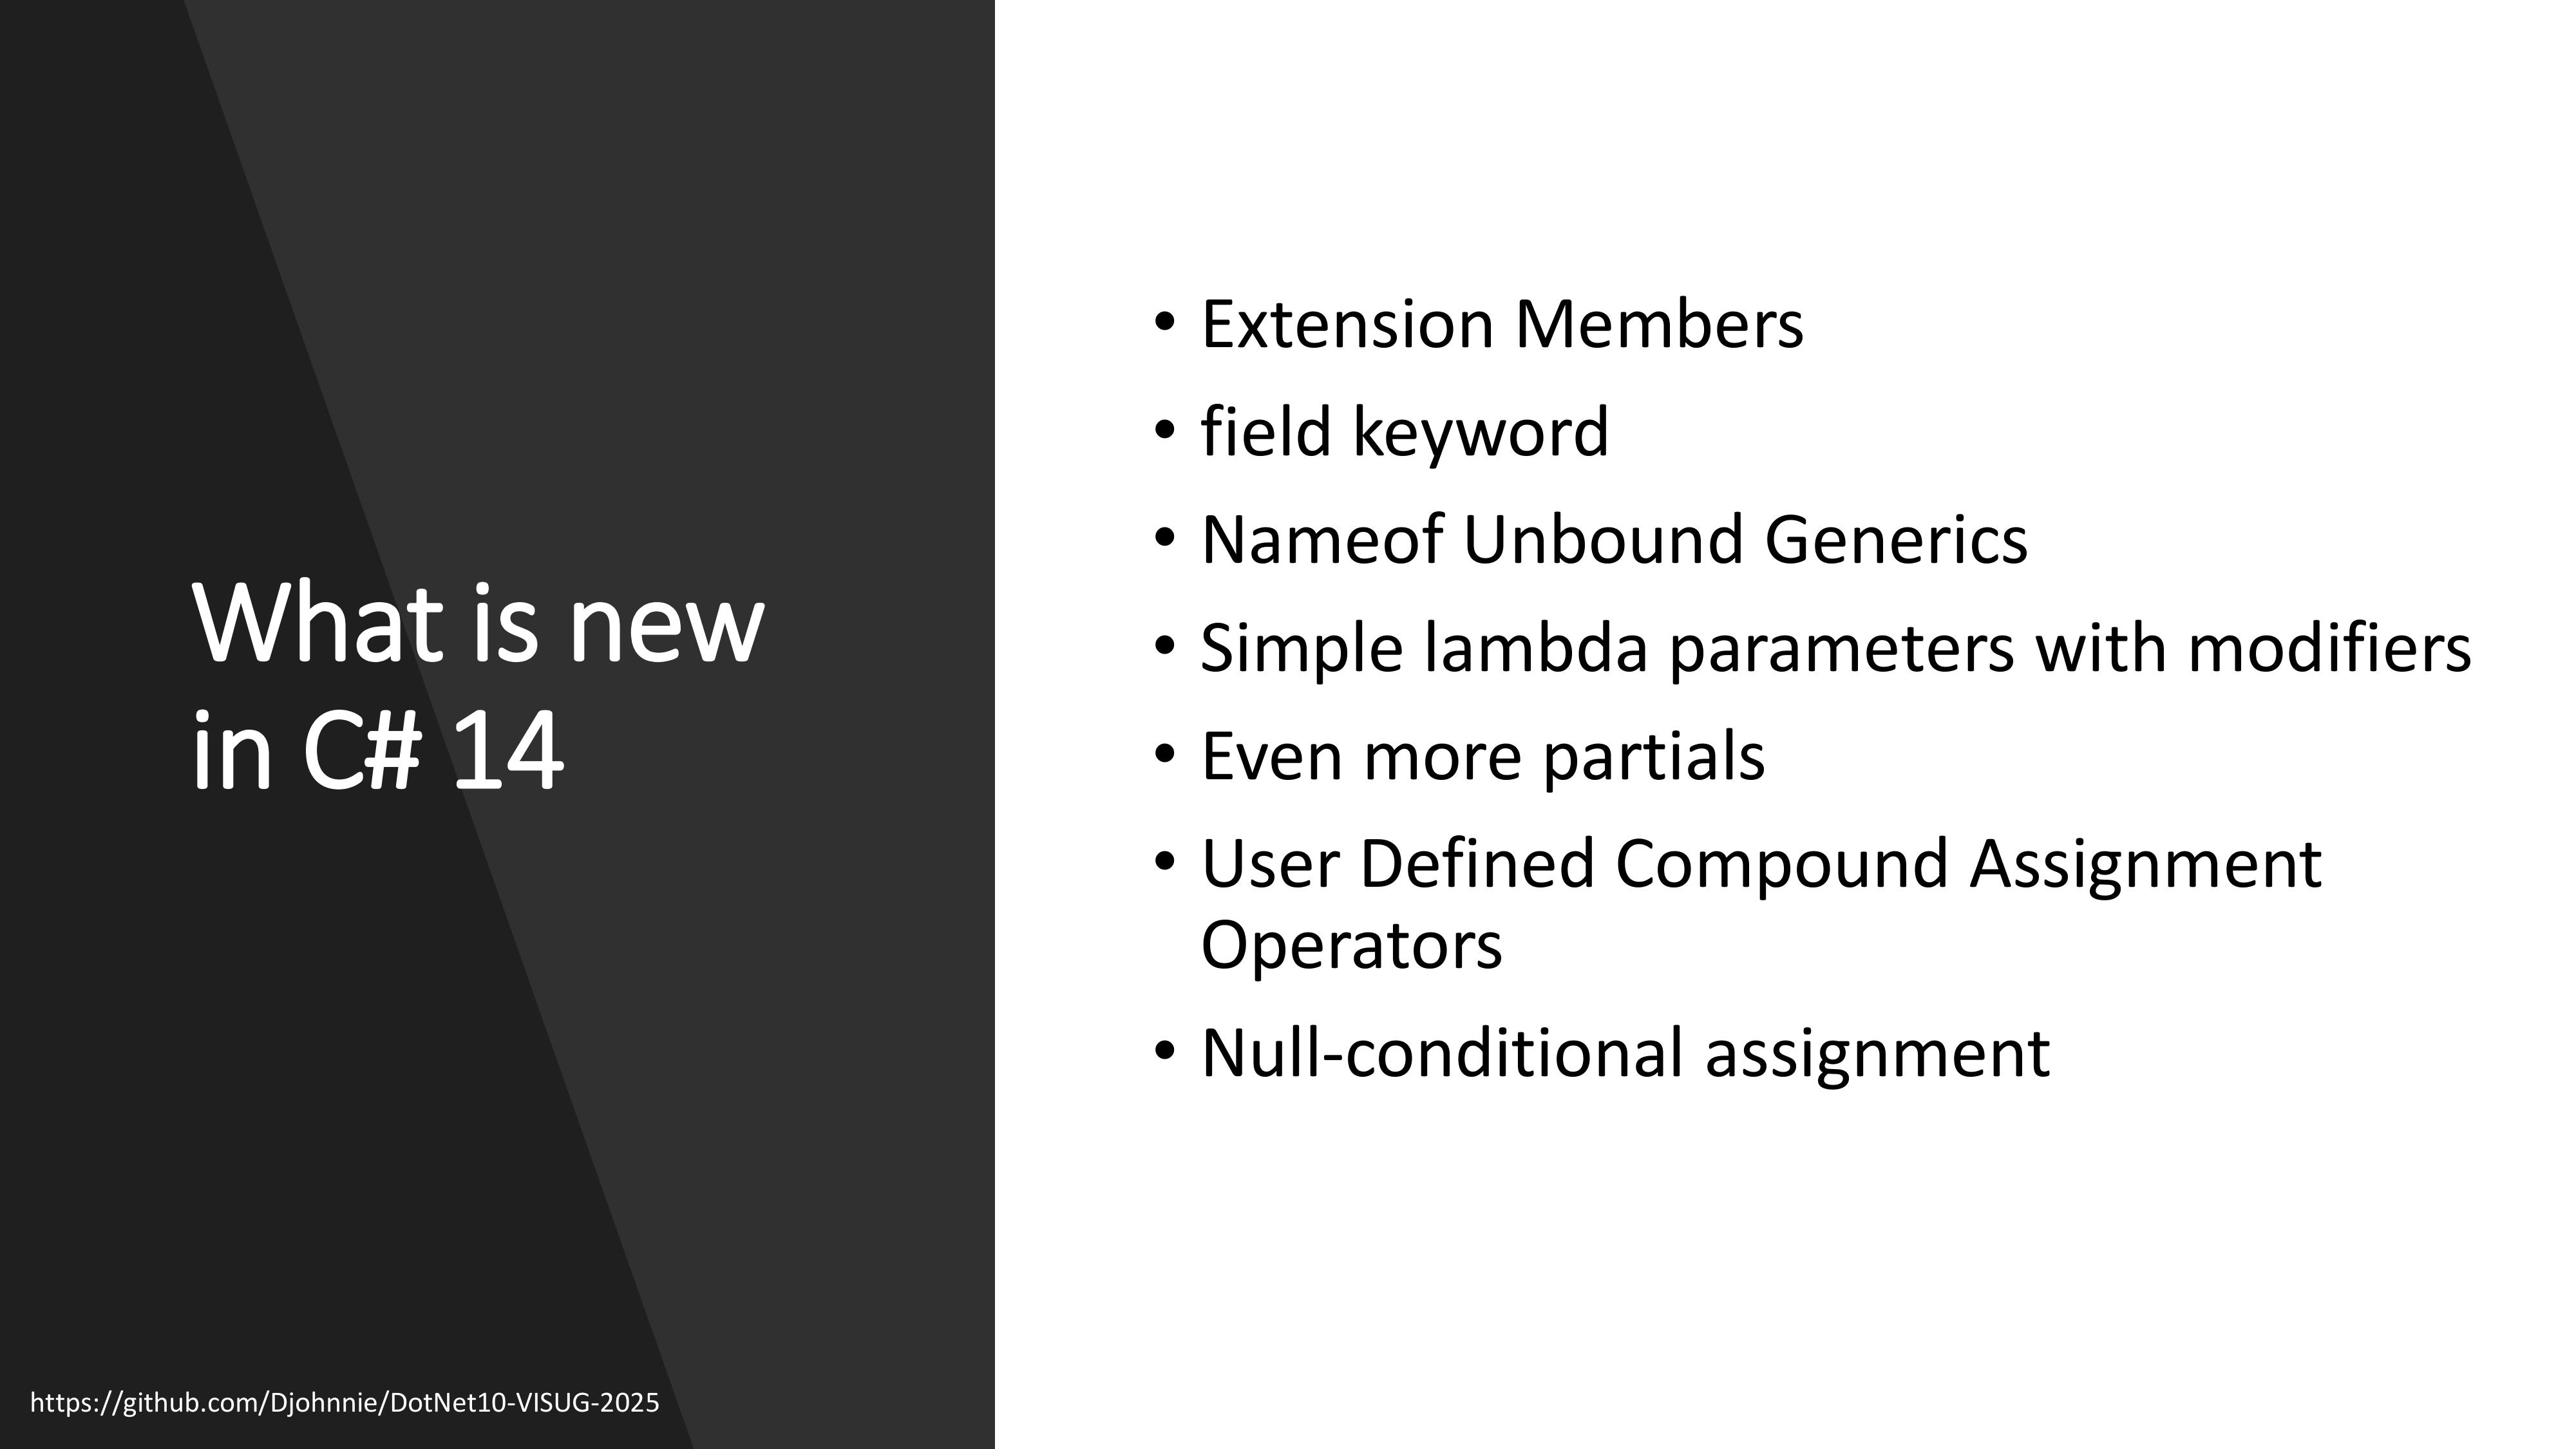 What is new
in C# 14
• Extension Members
• field keyword
• Nameof Unbound Generics
• Simple lambda parameters with modifiers
• Even more partials
• User Defined Compound Assignment
Operators
• Null-conditional assignment
https://github.com/Djohnnie/DotNet10-VISUG-2025